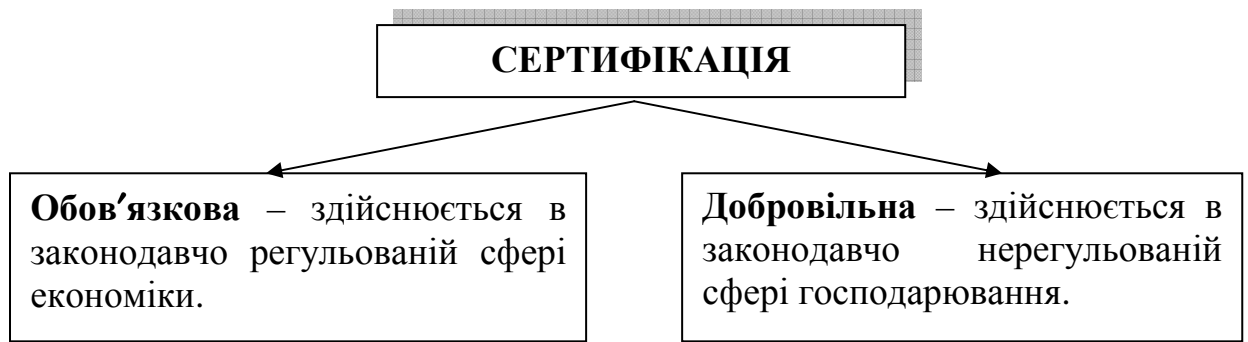 СЕРТИФІКАЦІЯ
Обов′язкова – здійснюється в
законодавчо регульованій сфері
економіки.
Добровільна – здійснюється в
законодавчо нерегульованій
сфері господарювання.